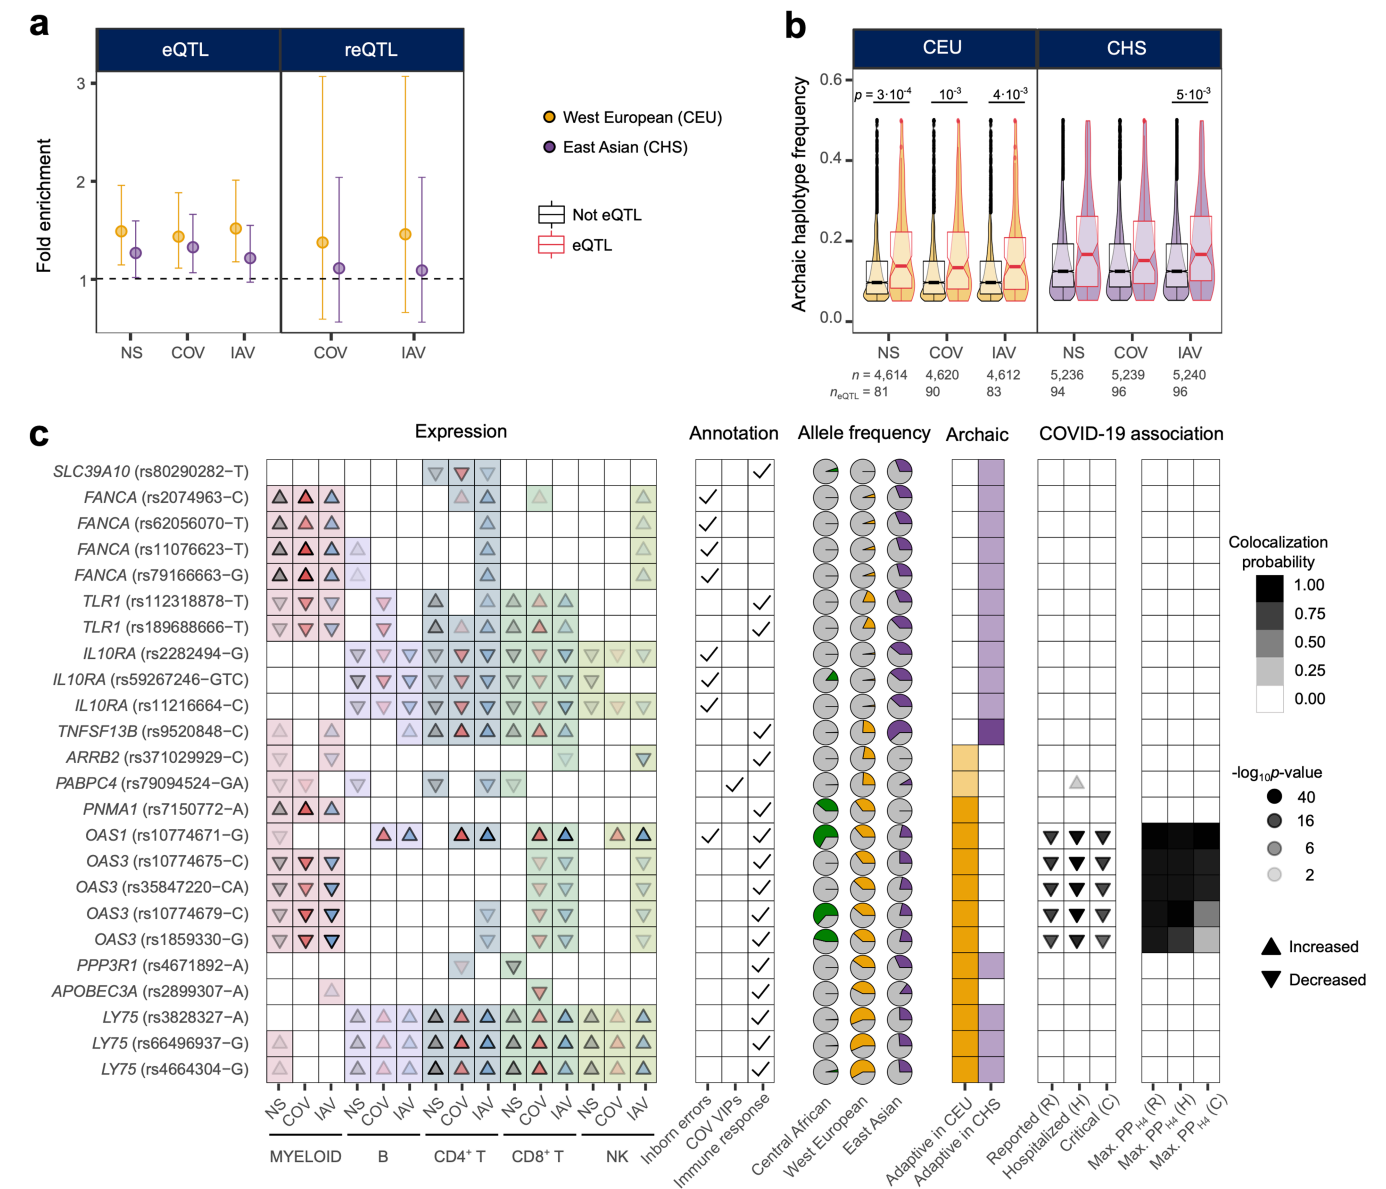 a
eQTL
reQTL
Fold enrichment
3
2
1
NS
COV
IAV
COV
IAV
West European (CEU)
East Asian (CHS)
Not eQTL
eQTL
b
CEU
CHS
Archaic haplotype frequency
0.6
0.4
0.2
0.0
p = 3·10-4
10-3
4·10-3
5·10-3
NS
COV
IAV
NS
COV
IAV
n = 4,614
4,620
4,612
5,236
5,239
5,240
neQTL = 81
90
83
94
96
96
c
Expression
Annotation
Allele frequency
Archaic
COVID-19 association
SLC39A10 (rs80290282−T)
FANCA (rs2074963−C)
FANCA (rs62056070−T)
FANCA (rs11076623−T)
FANCA (rs79166663−G)
TLR1 (rs112318878−T)
TLR1 (rs189688666−T)
IL10RA (rs2282494−G)
IL10RA (rs59267246−GTC)
IL10RA (rs11216664−C)
TNFSF13B (rs9520848−C)
ARRB2 (rs371029929−C)
PABPC4 (rs79094524−GA)
PNMA1 (rs7150772−A)
OAS1 (rs10774671−G)
OAS3 (rs10774675−C)
OAS3 (rs35847220−CA)
OAS3 (rs10774679−C)
OAS3 (rs1859330−G)
PPP3R1 (rs4671892−A)
APOBEC3A (rs2899307−A)
LY75 (rs3828327−A)
LY75 (rs66496937−G)
LY75 (rs4664304−G)
NS
COV
IAV
NS
COV
IAV
NS
COV
IAV
NS
COV
IAV
NS
COV
IAV
MYELOID
B
CD4+ T
CD8+ T
NK
Inborn errors
COV VIPs
Immune response
Central African
West European
East Asian
Adaptive in CEU
Adaptive in CHS
Reported (R)
Hospitalized (H)
Critical (C)
Max. PPH4 (R)
Max. PPH4 (H)
Max. PPH4 (C)
Colocalization
probability
1.00
0.75
0.50
0.25
0.00
-log10p-value
40
16
6
2
Increased
Decreased